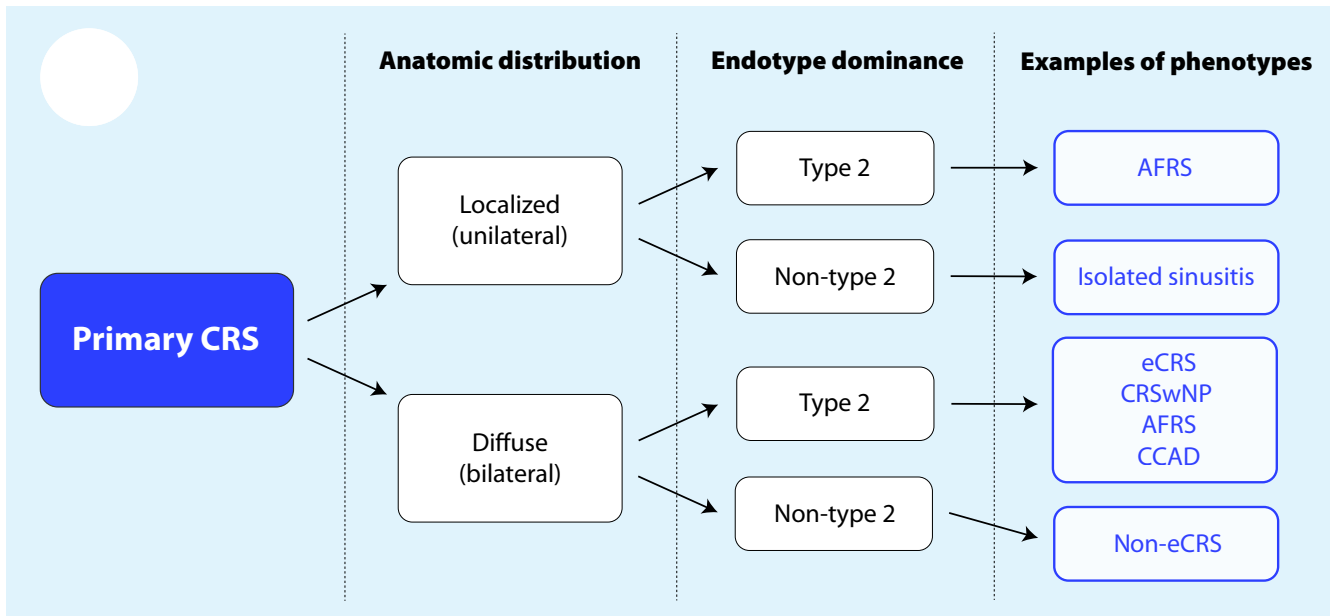 Anatomic distribution
Endotype dominance
Examples of phenotypes
Primary CRS
Localized
(unilateral)
Type 2
AFRS
Non-type 2
Isolated sinusitis
Diffuse
(bilateral)
Type 2
eCRS
CRSwNP
AFRS
CCAD
Non-type 2
Non-eCRS